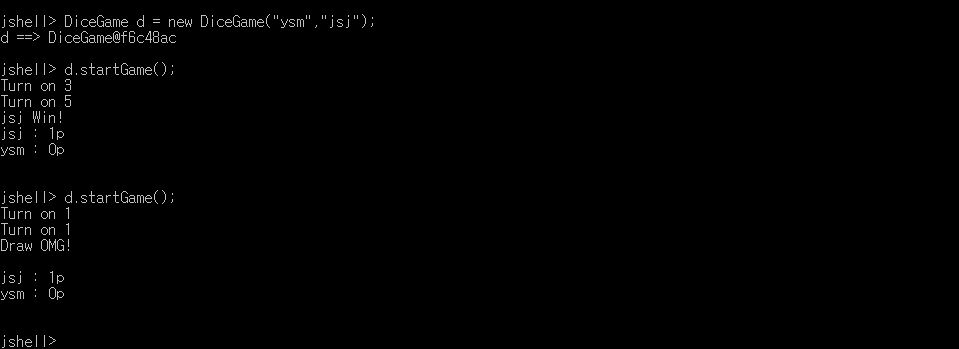 jshell> DiceGame d = new DiceGame("ysm","jsj");
d ==> DiceGame@f6c48ac
jshell> d.startGame();
Turn on 3
Turn on 5
jsj Win!
jsj : 1p
ysm : 0p
jshell> d.startGame();
Turn on 1
Turn on 1
Draw OMG!
jsj : 1p
ysm : 0p
jshell>